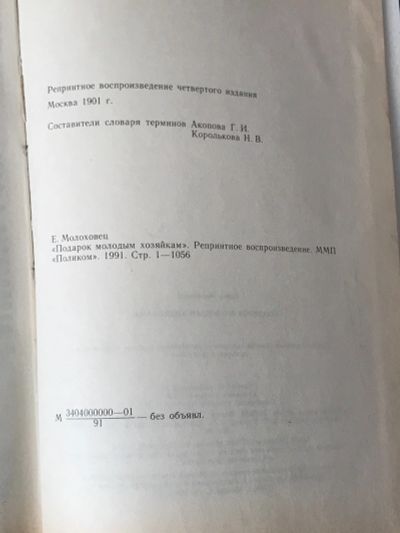 Репринтное воспроизведение четвертого издания
Москва 1901 г.
Составители словаря терминов Акопова Г. И.
Королькова Н. В.
Е. Молоховец
«Подарок молодым хозяйкам». Репринтное воспроизведение. ММП
«Поликом». 1991. Стр. 1—1056
М 3404000000—01
91
— без объявл.